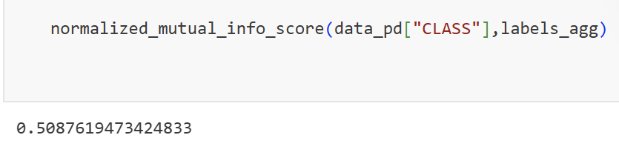 normalized_mutual_info_score(data_pd["CLASS"],labels_agg)
0.5087619473424833